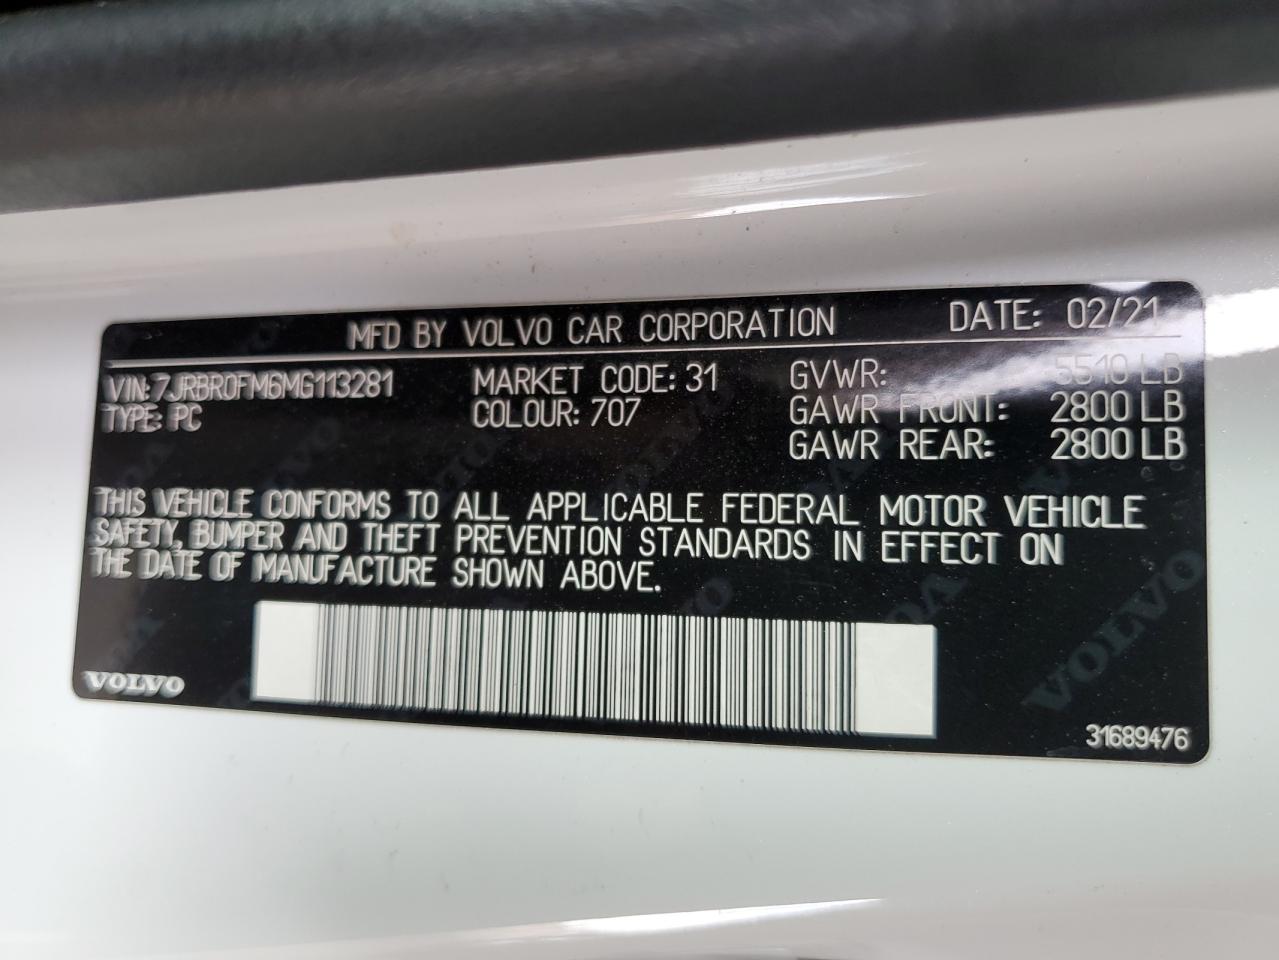 MFD BY VOLVO CAR CORPORATION DATE: 02/21
VIN: 7JRBR0FM6MG113281 MARKET CODE: 31 GVWR: 5510 LB
TYPE: PC COLOUR: 707 GAWR FRONT: 2800 LB
GAWR REAR: 2800 LB
THIS VEHICLE CONFORMS TO ALL APPLICABLE FEDERAL MOTOR VEHICLE
SAFETY, BUMPER AND THEFT PREVENTION STANDARDS IN EFFECT ON
THE DATE OF MANUFACTURE SHOWN ABOVE.
VOLVO
31689476